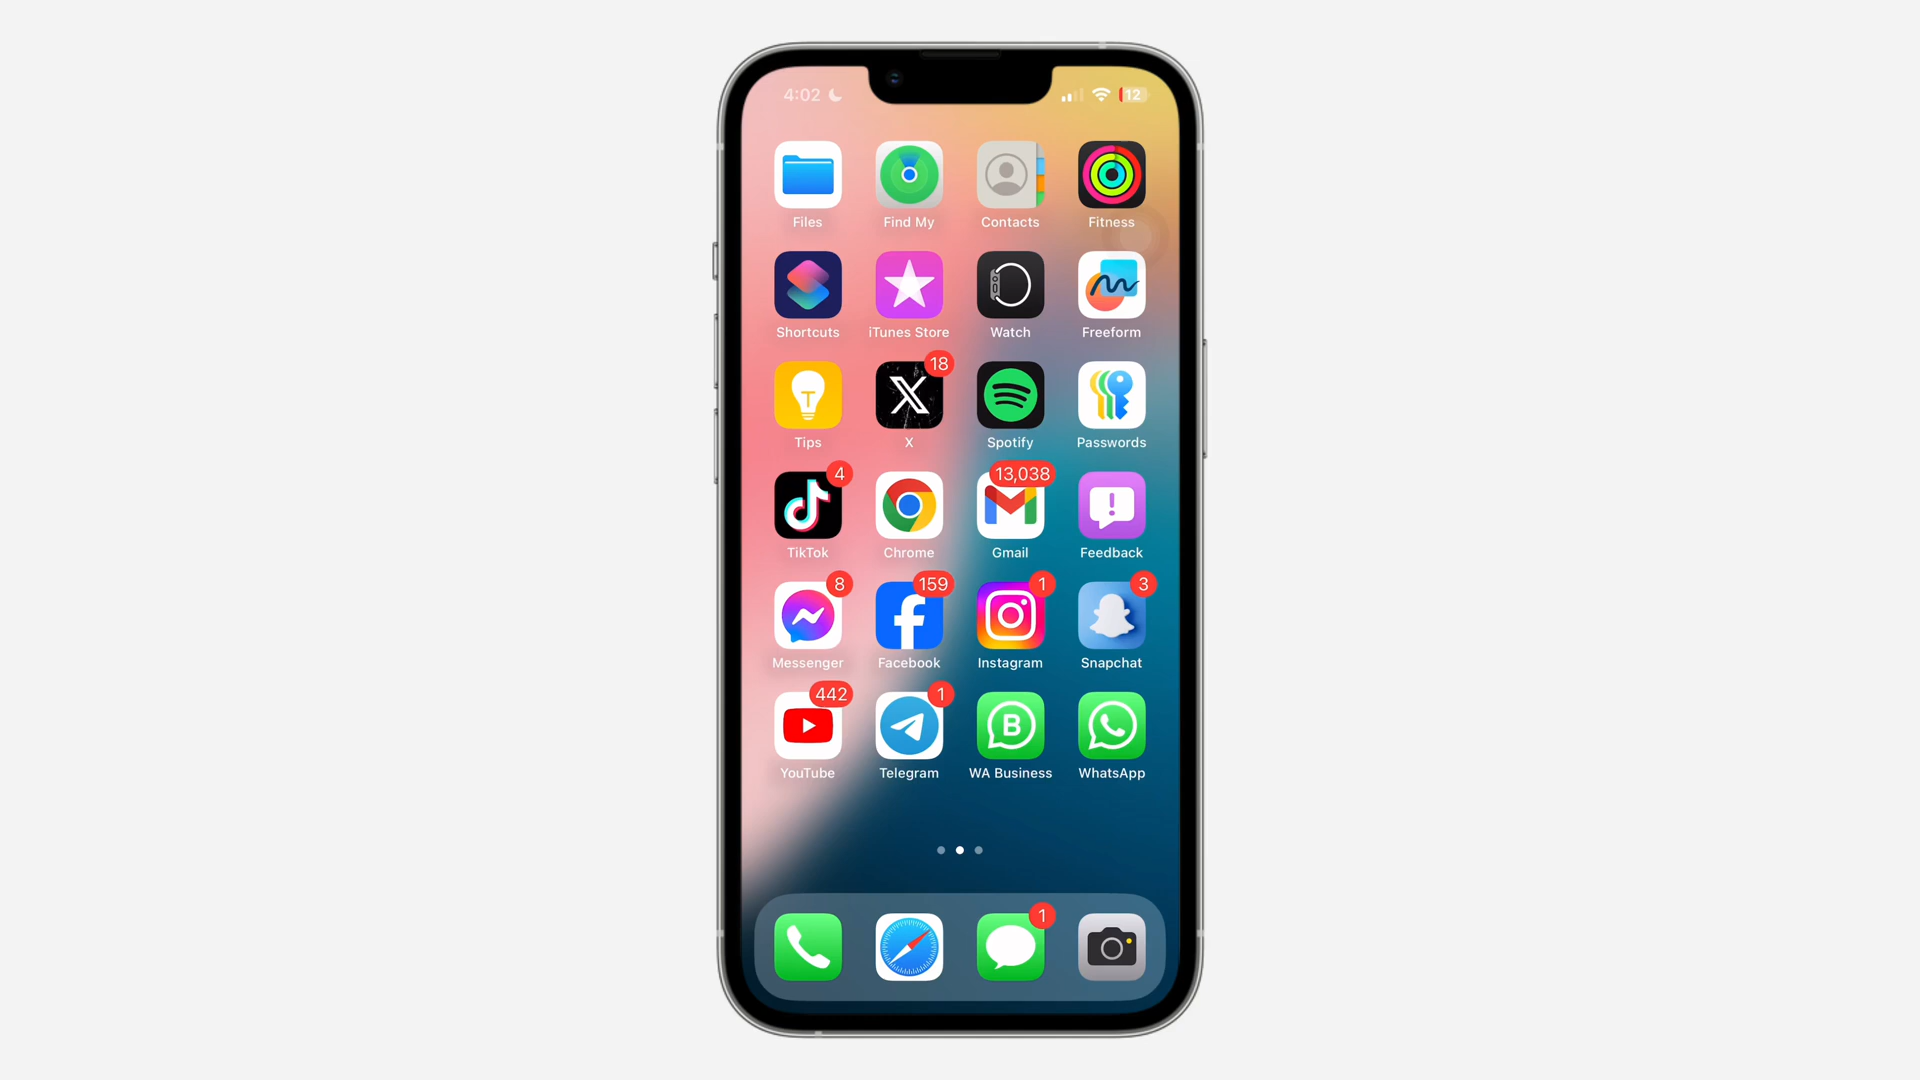 4:02 12
Files Find My Contacts Fitness
Shortcuts iTunes Store Watch Freeform
18
X
Tips X Spotify Passwords
4 13,038
TikTok Chrome Gmail Feedback
8 159 1 3
Messenger Facebook Instagram Snapchat
442 1
B
YouTube Telegram WA Business WhatsApp
1